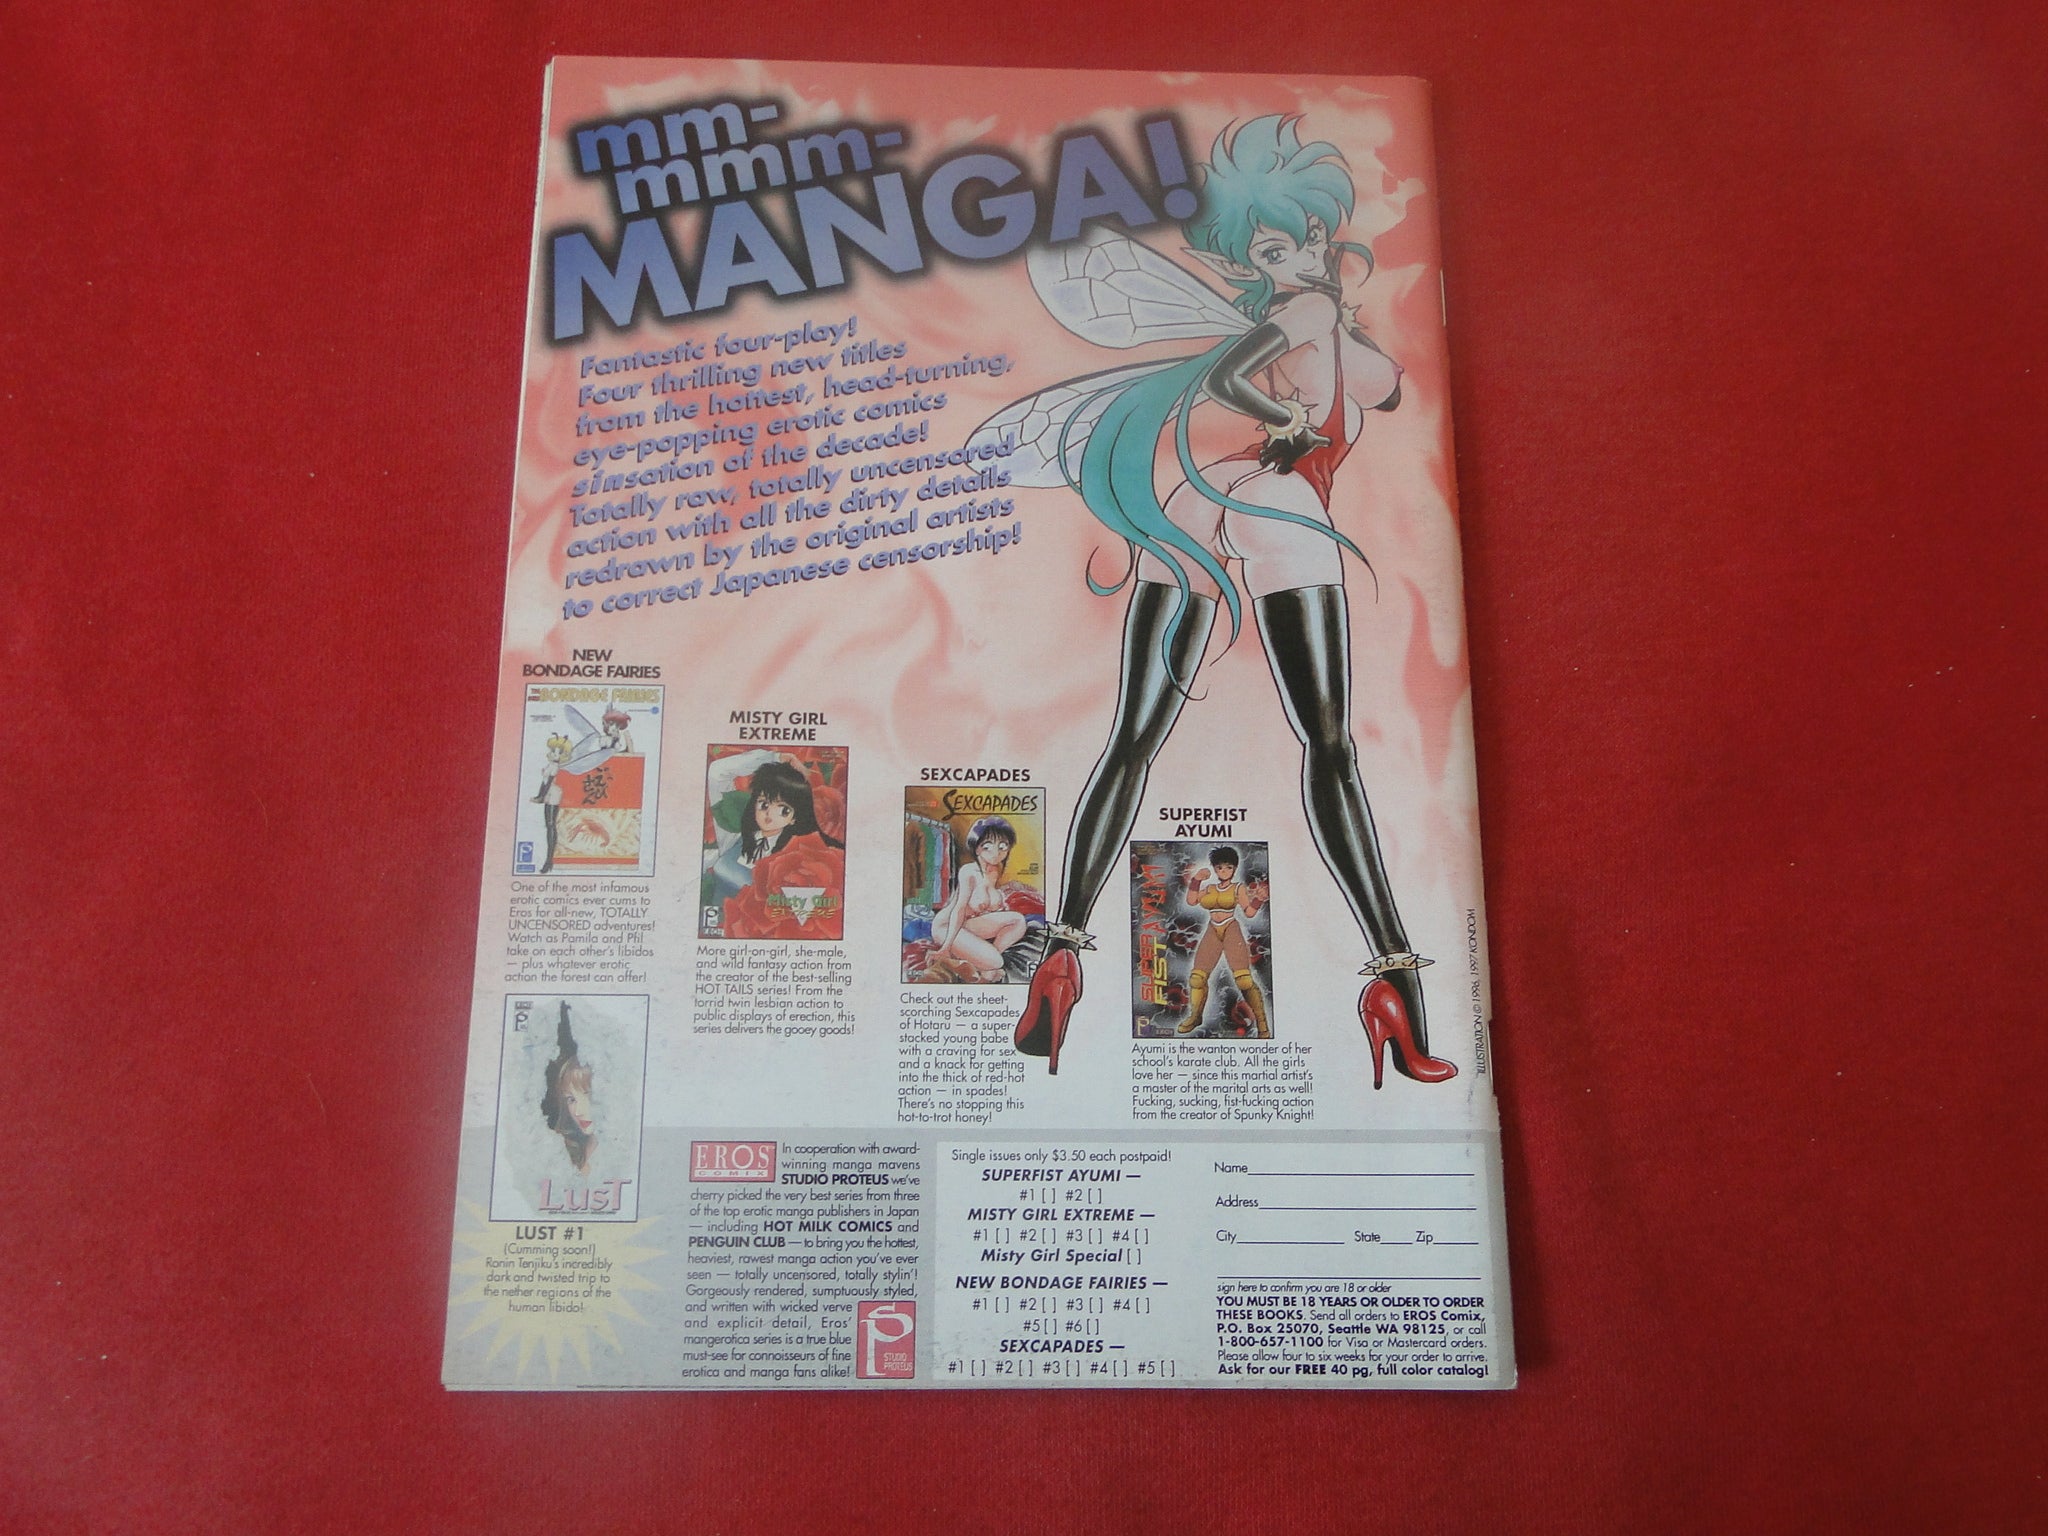 mm-
mmm-
MANGA!
Fantastic four-play!
Four thrilling new titles
from the hottest, head-turning,
eye-popping erotic comics
sinsation of the decade!
Totally raw, totally uncensored
action with all the dirty details
redrawn by the original artists
to correct Japanese censorship!
NEW
BONDAGE FAIRIES
BONDAGE FAIRIES
One of the most infamous
erotic comics ever cums to
Eros for all-new, TOTALLY
UNCENSORED adventures!
Watch as Pamila and Phil
take on each other's libidos
— plus whatever erotic
action the forest can offer!
MISTY GIRL
EXTREME
Misty Girl
EXTREME
More girl-on-girl, she-male,
and wild fantasy action from
the creator of the best-selling
HOT TAILS series! From the
torrid twin lesbian action to
public displays of erection, this
series delivers the gooey goods!
SEXCAPADES
SEXCAPADES
Check out the sheet-
scorching Sexcapades
of Hotaru — a super-
stacked young babe
with a craving for sex
and a knack for getting
into the thick of red-hot
action — in spades!
There's no stopping this
hot-to-trot honey!
SUPERFIST
AYUMI
SUPER
FIST AYUMI
Ayumi is the wanton wonder of her
school's karate club. All the girls
love her — since this martial artist's
a master of the marital arts as well!
Fucking, sucking, fist-fucking action
from the creator of Spunky Knight!
ILLUSTRATION © 1996, 1997 KONDOM
LUST
LUST #1
(Cumming soon!)
Ronin Tenjiku's incredibly
dark and twisted trip to
the nether regions of the
human libido!
EROS
COMIX
In cooperation with award-
winning manga mavens
STUDIO PROTEUS we've
cherry picked the very best series from three
of the top erotic manga publishers in Japan
— including HOT MILK COMICS and
PENGUIN CLUB — to bring you the hottest,
heaviest, rawest manga action you've ever
seen — totally uncensored, totally stylin'!
Gorgeously rendered, sumptuously styled,
and written with wicked verve
and explicit detail, Eros'
mangerotica series is a true blue
must-see for connoisseurs of fine
erotica and manga fans alike!
SP
STUDIO
PROTEUS
Single issues only $3.50 each postpaid!
SUPERFIST AYUMI —
#1 [ ] #2 [ ]
MISTY GIRL EXTREME —
#1 [ ] #2 [ ] #3 [ ] #4 [ ]
Misty Girl Special [ ]
NEW BONDAGE FAIRIES —
#1 [ ] #2 [ ] #3 [ ] #4 [ ]
#5 [ ] #6 [ ]
SEXCAPADES —
#1 [ ] #2 [ ] #3 [ ] #4 [ ] #5 [ ]
Name
Address
City State Zip
sign here to confirm you are 18 or older
YOU MUST BE 18 YEARS OR OLDER TO ORDER
THESE BOOKS. Send all orders to EROS Comix,
P.O. Box 25070, Seattle WA 98125, or call
1-800-657-1100 for Visa or Mastercard orders.
Please allow four to six weeks for your order to arrive.
Ask for our FREE 40 pg, full color catalog!